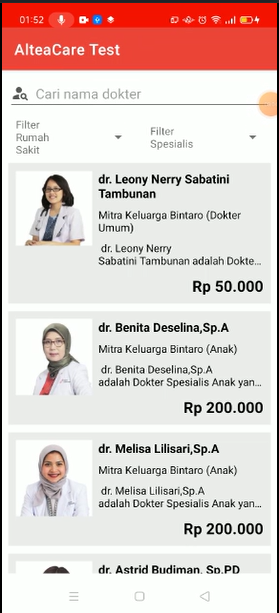 01:52
AlteaCare Test
Cari nama dokter
Filter
Rumah
Sakit
Filter
Spesialis
dr. Leony Nerry Sabatini
Tambunan
Mitra Keluarga Bintaro (Dokter
Umum)
dr. Leony Nerry
Sabatini Tambunan adalah Dokte...
Rp 50.000
dr. Benita Deselina,Sp.A
Mitra Keluarga Bintaro (Anak)
dr. Benita Deselina,Sp.A
adalah Dokter Spesialis Anak yan...
Rp 200.000
dr. Melisa Lilisari,Sp.A
Mitra Keluarga Bintaro (Anak)
dr. Melisa Lilisari,Sp.A
adalah Dokter Spesialis Anak yan...
Rp 200.000
dr. Astrid Budiman, Sp.PD